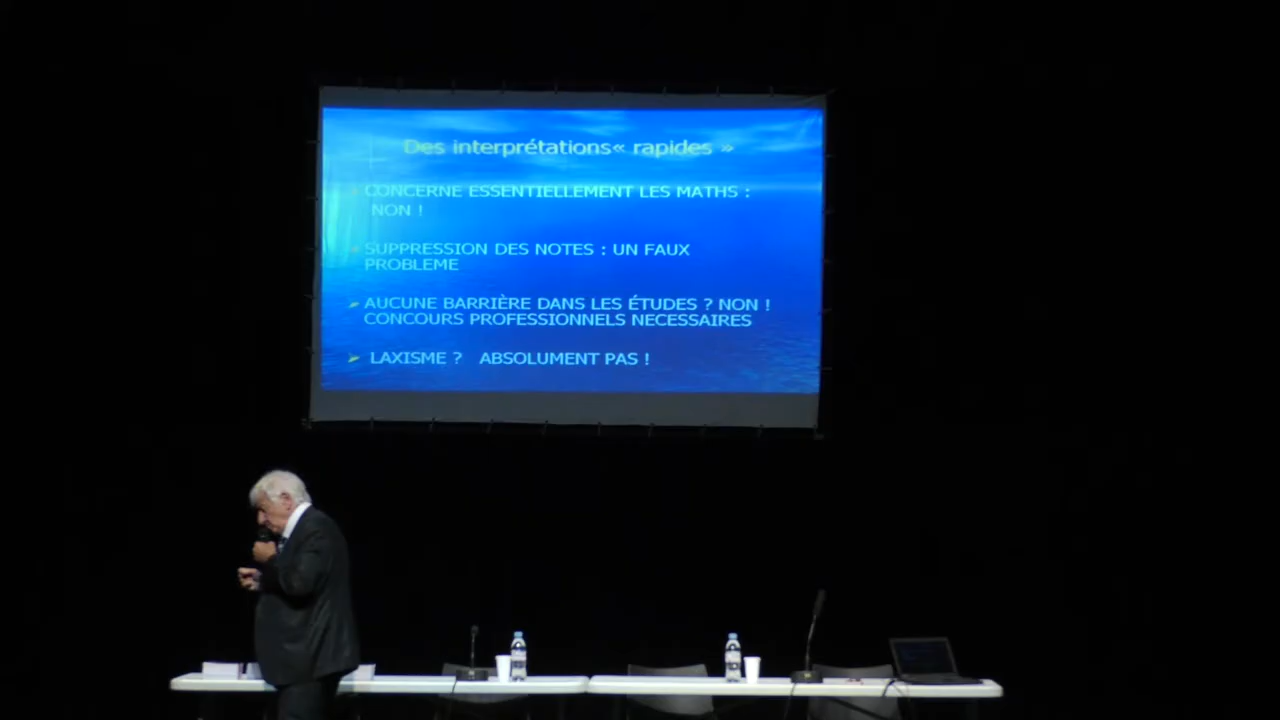 Des interprétations« rapides »
CONCERNE ESSENTIELLEMENT LES MATHS :
NON !
SUPPRESSION DES NOTES : UN FAUX
PROBLEME
AUCUNE BARRIÈRE DANS LES ÉTUDES ? NON !
CONCOURS PROFESSIONNELS NECESSAIRES
LAXISME ? ABSOLUMENT PAS !